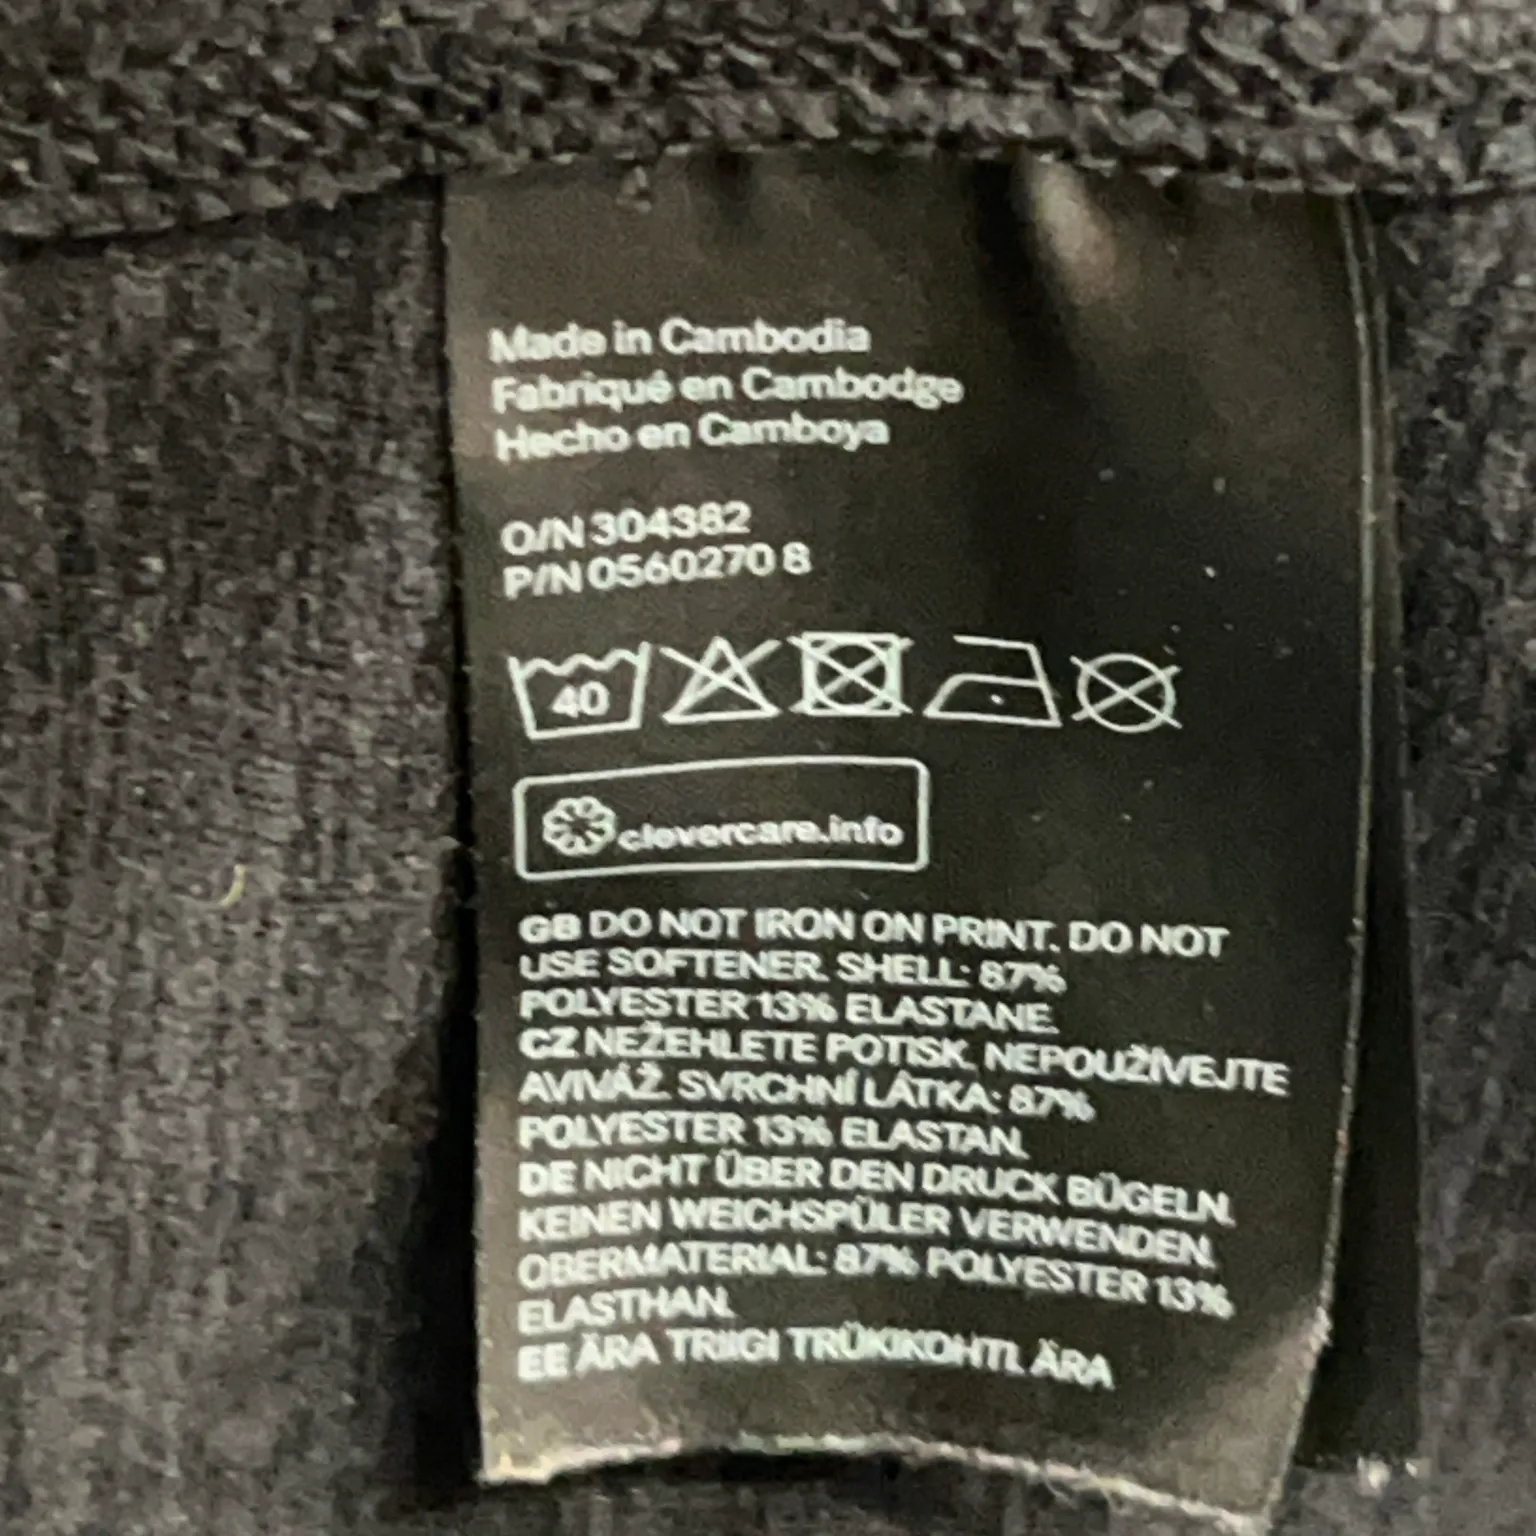 Made in Cambodia
Fabriqué en Cambodge
Hecho en Camboya
O/N 304382
P/N 0560270 8
40
clevercare.info
GB DO NOT IRON ON PRINT. DO NOT
USE SOFTENER. SHELL: 87%
POLYESTER 13% ELASTANE.
CZ NEŽEHLETE POTISK. NEPOUŽÍVEJTE
AVIVÁŽ. SVRCHNÍ LÁTKA: 87%
POLYESTER 13% ELASTAN.
DE NICHT ÜBER DEN DRUCK BÜGELN.
KEINEN WEICHSPÜLER VERWENDEN.
OBERMATERIAL: 87% POLYESTER 13%
ELASTHAN.
EE ÄRA TRIIGI TRÜKIKOHTI. ÄRA